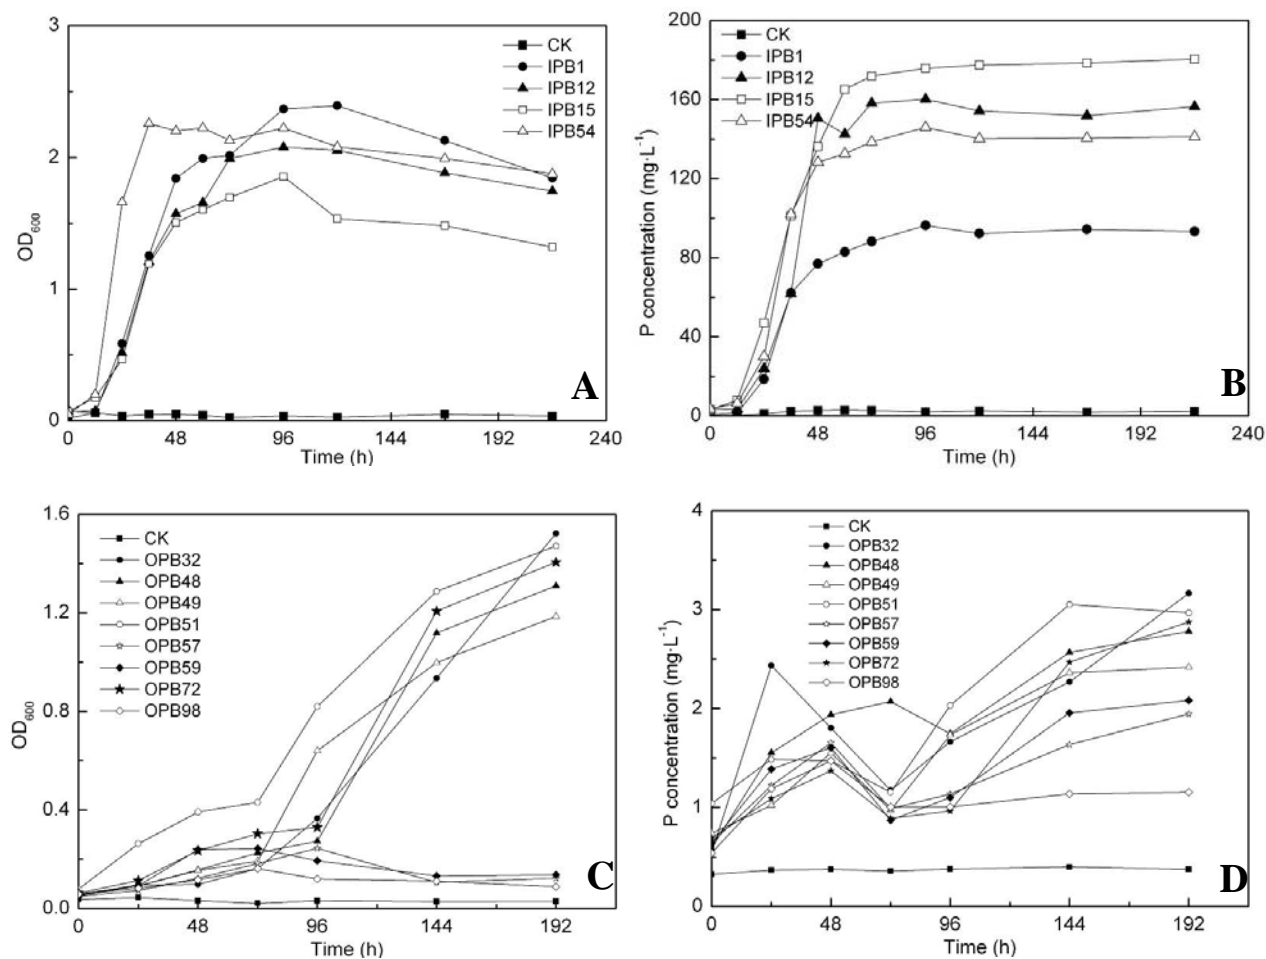 3
2
1
0
OD600
CK
IPB1
IPB12
IPB15
IPB54
A
0 48 96 144 192 240
Time (h)
200
160
120
80
40
0
P concentration (mg·L-1)
CK
IPB1
IPB12
IPB15
IPB54
B
0 48 96 144 192 240
Time (h)
1.6
1.2
0.8
0.4
0.0
OD600
CK
OPB32
OPB48
OPB49
OPB51
OPB57
OPB59
OPB72
OPB98
C
0 48 96 144 192
Time (h)
4
3
2
1
0
P concentration (mg·L-1)
CK
OPB32
OPB48
OPB49
OPB51
OPB57
OPB59
OPB72
OPB98
D
0 48 96 144 192
Time (h)